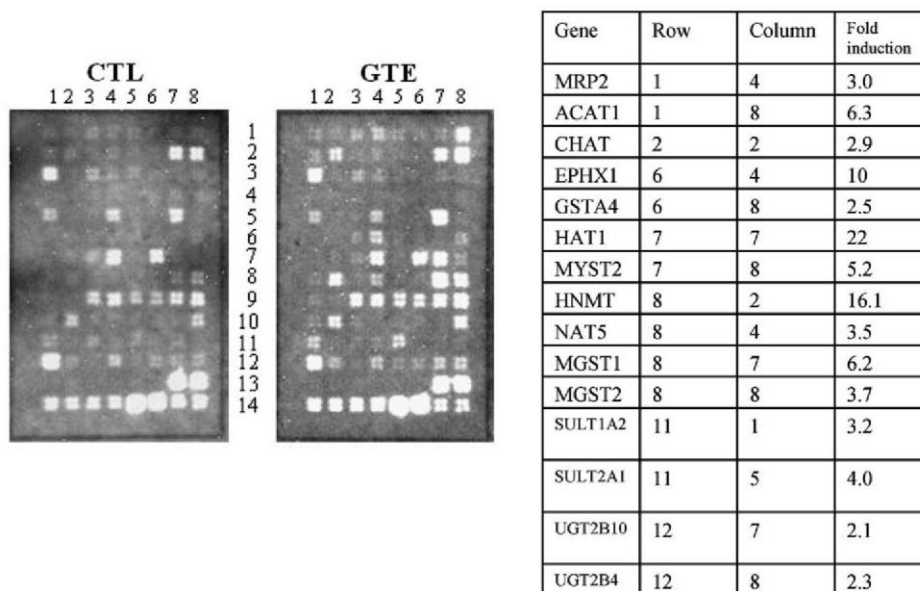 CTL
1 2 3 4 5 6 7 8
GTE
1 2 3 4 5 6 7 8
1
2
3
4
5
6
7
8
9
10
11
12
13
14
Gene Row Column Fold induction
MRP2 1 4 3.0
ACAT1 1 8 6.3
CHAT 2 2 2.9
EPHX1 6 4 10
GSTA4 6 8 2.5
HAT1 7 7 22
MYST2 7 8 5.2
HNMT 8 2 16.1
NAT5 8 4 3.5
MGST1 8 7 6.2
MGST2 8 8 3.7
SULT1A2 11 1 3.2
SULT2A1 11 5 4.0
UGT2B10 12 7 2.1
UGT2B4 12 8 2.3